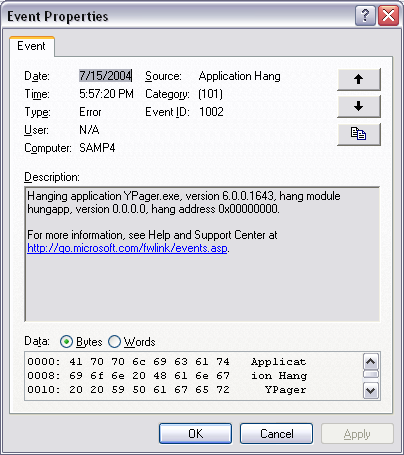 Event Properties
Event
Date: 7/15/2004 Source: Application Hang
Time: 5:57:20 PM Category: (101)
Type: Error Event ID: 1002
User: N/A
Computer: SAMP4
Description:
Hanging application YPager.exe, version 6.0.0.1643, hang module
hungapp, version 0.0.0.0, hang address 0x00000000.
For more information, see Help and Support Center at
http://go.microsoft.com/fwlink/events.asp.
Data: Bytes Words
0000: 41 70 70 6c 69 63 61 74 Applicat
0008: 69 6f 6e 20 48 61 6e 67 ion Hang
0010: 20 20 59 50 61 67 65 72 YPager
OK Cancel Apply